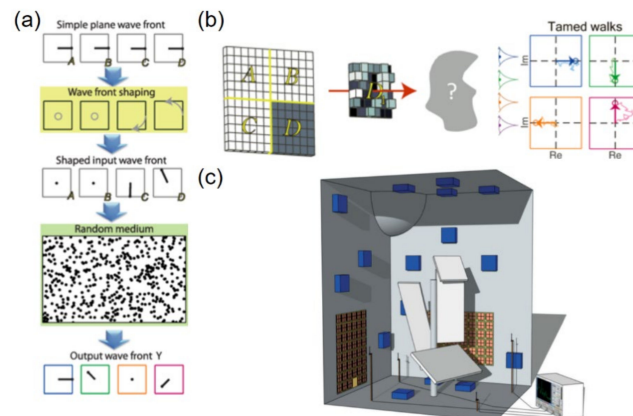 (a)
Simple plane wave front
A B C D
Wave front shaping
Shaped input wave front
A B C D
Random medium
Output wave front Y
(b)
A B
C D
?
Tamed walks
Im
Im
Re Re
(c)